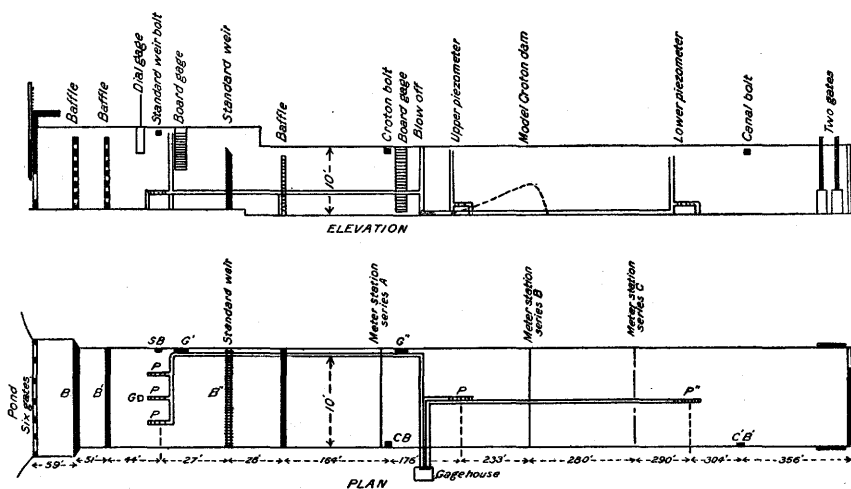 Baffle
Baffle
Dial gage
Standard weir bolt
Board gage
Standard weir
Baffle
Croton bolt
Board gage
Blow off
Upper piezometer
Model Croton dam
Lower piezometer
Canal bolt
Two gates
10'
ELEVATION
Pond
Six gates
Standard weir
Meter station
series A
Meter station
series B
Meter station
series C
SB
G'
G"
P
P
P
GD
B
B'
B"
10'
P
P"
CB
C'B'
59'
51'
44'
27'
28'
164'
176'
233'
280'
290'
304'
356'
Gagehouse
PLAN